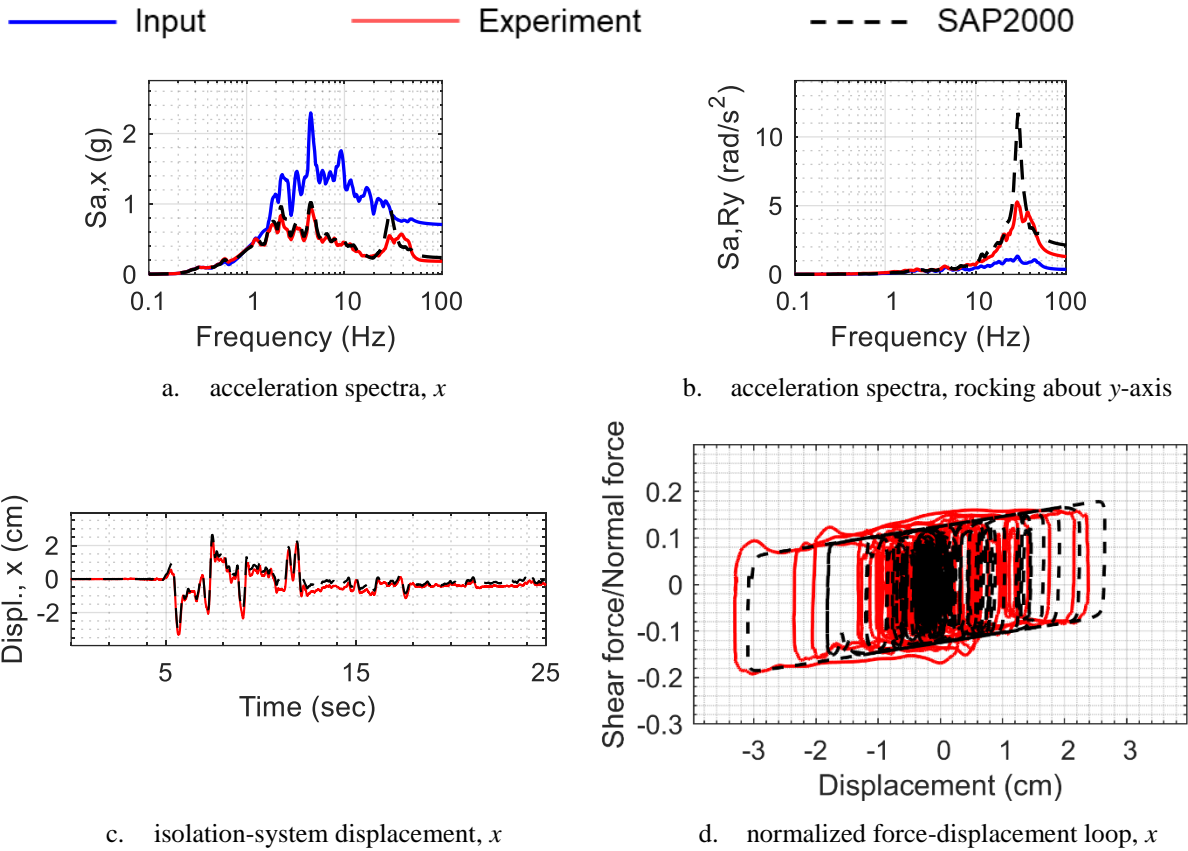 Input Experiment SAP2000
Sa,x (g)
2
1
0
0.1 1 10 100
Frequency (Hz)
a. acceleration spectra, x
Sa,Ry (rad/s²)
10
5
0
0.1 1 10 100
Frequency (Hz)
b. acceleration spectra, rocking about y-axis
Displ., x (cm)
2
0
-2
5 15 25
Time (sec)
c. isolation-system displacement, x
Shear force/Normal force
0.2
0.1
0
-0.1
-0.2
-0.3
-3 -2 -1 0 1 2 3
Displacement (cm)
d. normalized force-displacement loop, x